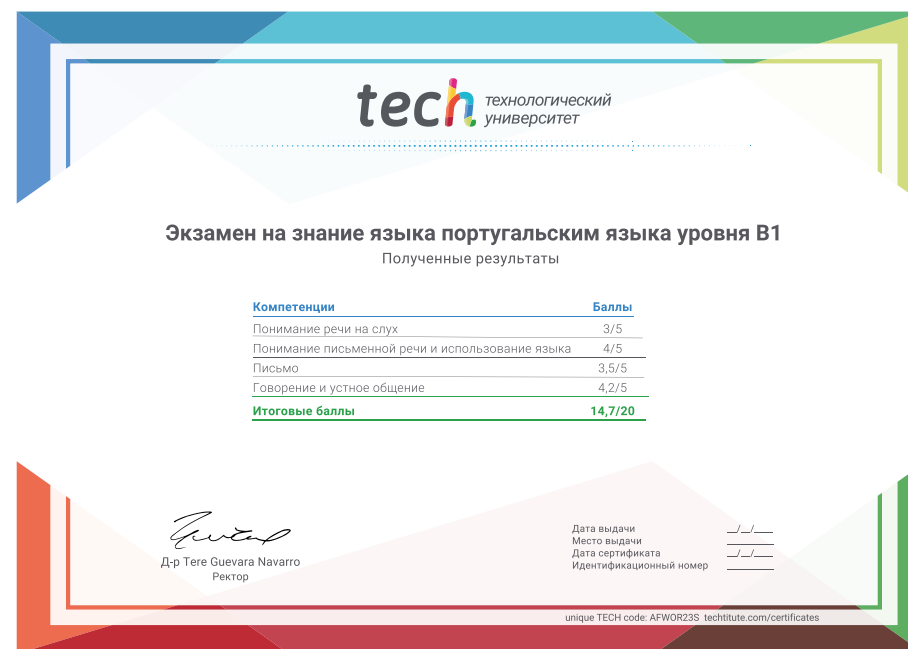 tech технологический
университет
Экзамен на знание языка португальским языка уровня B1
Полученные результаты
Компетенции Баллы
Понимание речи на слух 3/5
Понимание письменной речи и использование языка 4/5
Письмо 3,5/5
Говорение и устное общение 4,2/5
Итоговые баллы 14,7/20
Д-р Tere Guevara Navarro
Ректор
Дата выдачи __/__/____
Место выдачи ________
Дата сертификата __/__/____
Идентификационный номер ________
unique TECH code: AFWOR23S techtitute.com/certificates